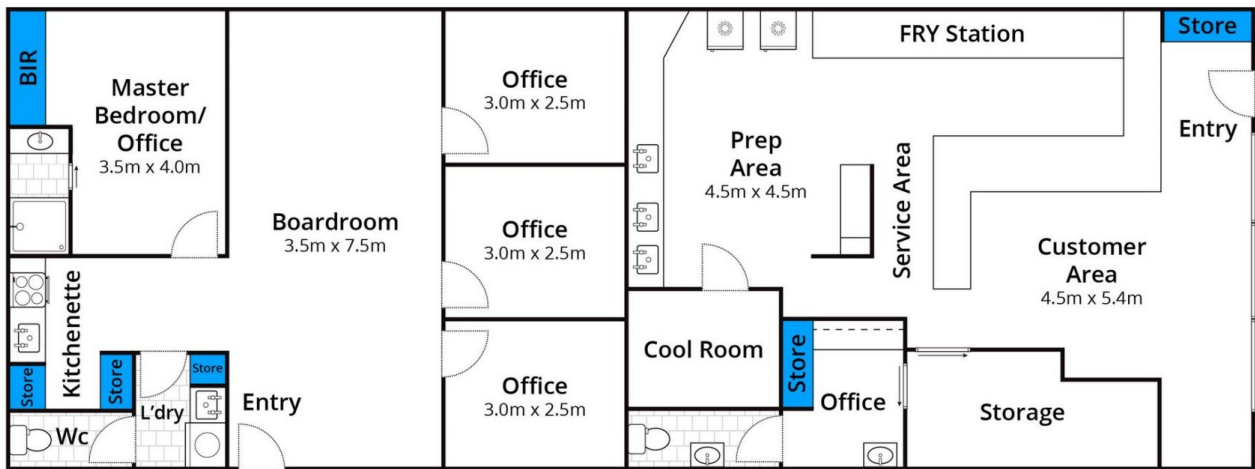 BIR
Master
Bedroom/
Office
3.5m x 4.0m
Boardroom
3.5m x 7.5m
Office
3.0m x 2.5m
Office
3.0m x 2.5m
Office
3.0m x 2.5m
Kitchenette
Store
Store
Store
L'dry
Wc
Entry
FRY Station
Store
Entry
Prep
Area
4.5m x 4.5m
Service Area
Customer
Area
4.5m x 5.4m
Cool Room
Store
Office
Storage